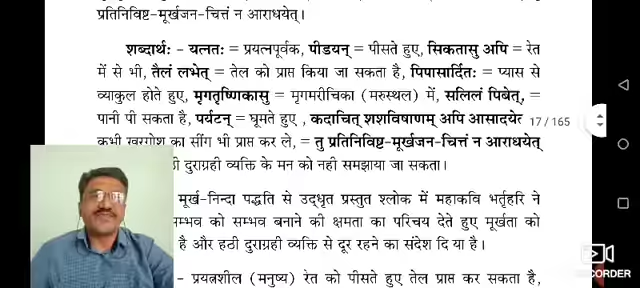 प्रतिनिविष्ट-मूर्खजन-चित्तं न आराधयेत्।
शब्दार्थः - यत्नतः = प्रयत्नपूर्वक, पीडयन् = पीसते हुए, सिकतासु अपि = रेत
में से भी, तैलं लभेत् = तेल को प्राप्त किया जा सकता है, पिपासार्दितः = प्यास से
व्याकुल होते हुए, मृगतृष्णिकासु = मृगमरीचिका (मरुस्थल) में, सलिलं पिबेत्, =
पानी पी सकता है, पर्यटन् = घूमते हुए , कदाचित् शशविषाणम् अपि आसादयेर 17 / 165
कभी खरगोश का सींग भी प्राप्त कर ले, = तु प्रतिनिविष्ट-मूर्खजन-चित्तं न आराधयेत्
दुराग्रही व्यक्ति के मन को नही समझाया जा सकता।
मूर्ख-निन्दा पद्धति से उद्धृत प्रस्तुत श्लोक में महाकवि भर्तृहरि ने
म्भव को सम्भव बनाने की क्षमता का परिचय देते हुए मूर्खता को
है और हठी दुराग्रही व्यक्ति से दूर रहने का संदेश दि या है।
- प्रयत्नशील (मनुष्य) रेत को पीसते हुए तेल प्राप्त कर सकता है,
CORDER